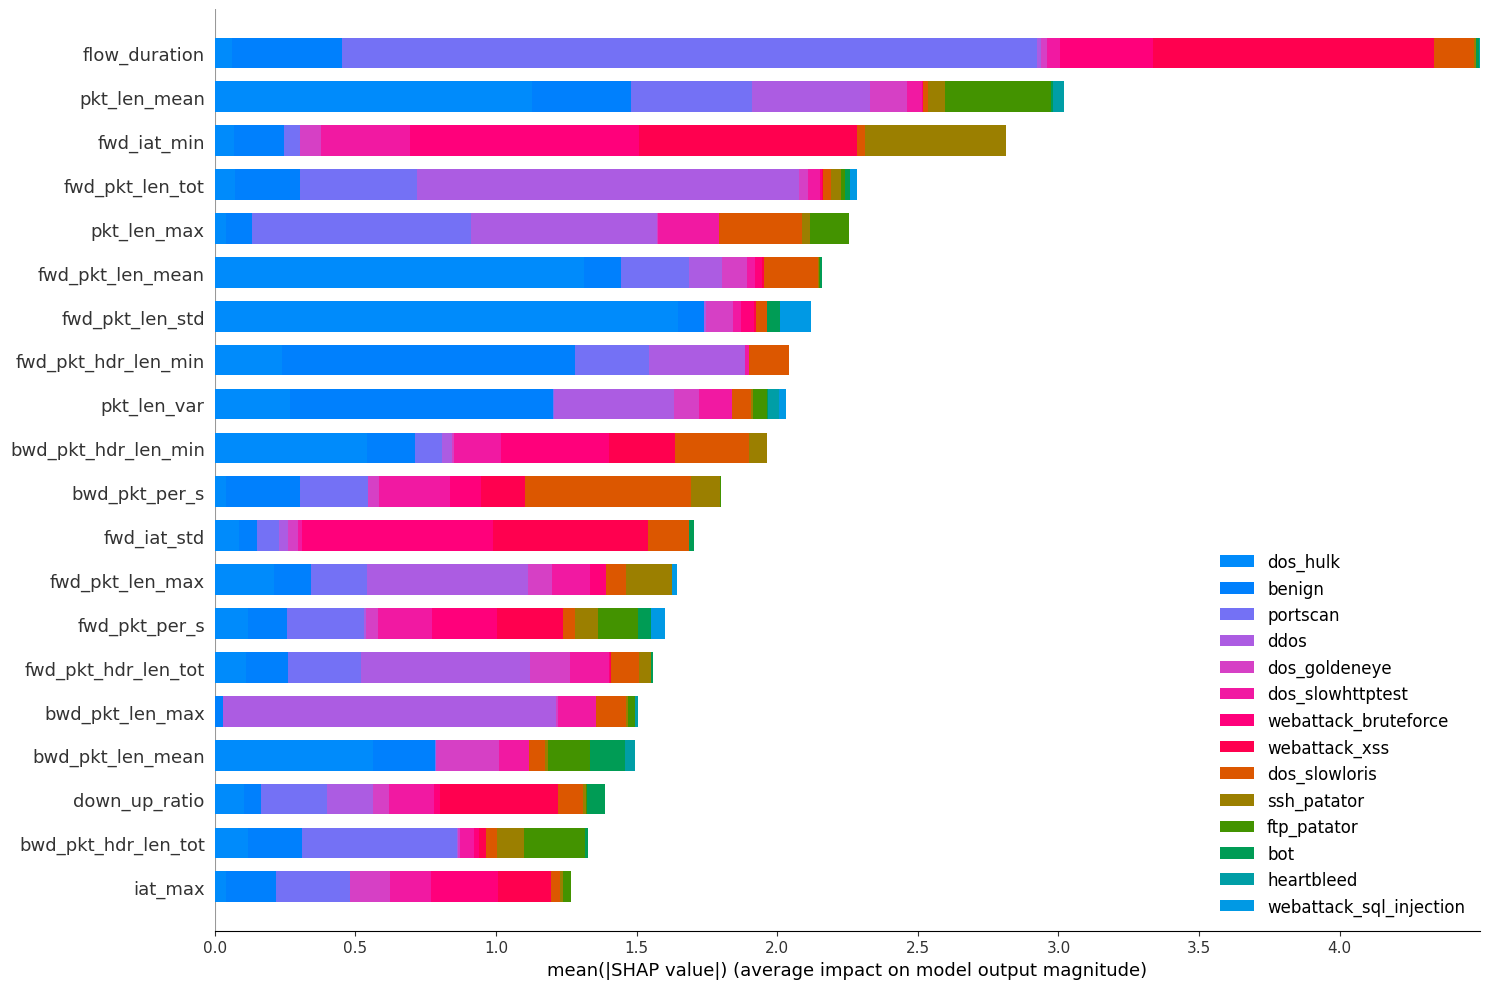 flow_duration
pkt_len_mean
fwd_iat_min
fwd_pkt_len_tot
pkt_len_max
fwd_pkt_len_mean
fwd_pkt_len_std
fwd_pkt_hdr_len_min
pkt_len_var
bwd_pkt_hdr_len_min
bwd_pkt_per_s
fwd_iat_std
fwd_pkt_len_max
fwd_pkt_per_s
fwd_pkt_hdr_len_tot
bwd_pkt_len_max
bwd_pkt_len_mean
down_up_ratio
bwd_pkt_hdr_len_tot
iat_max
dos_hulk
benign
portscan
ddos
dos_goldeneye
dos_slowhttptest
webattack_bruteforce
webattack_xss
dos_slowloris
ssh_patator
ftp_patator
bot
heartbleed
webattack_sql_injection
0.0 0.5 1.0 1.5 2.0 2.5 3.0 3.5 4.0
mean(|SHAP value|) (average impact on model output magnitude)